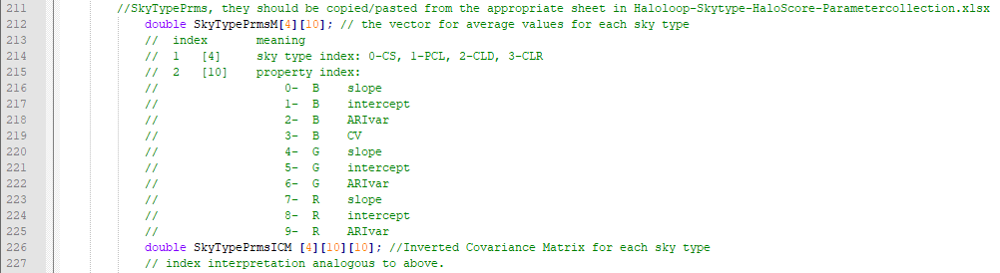 211 //SkyTypePrms, they should be copied/pasted from the appropriate sheet in Haloloop-Skytype-HaloScore-Parametercollection.xlsx
212 double SkyTypePrmsM[4][10]; // the vector for average values for each sky type
213 // index meaning
214 // 1 [4] sky type index: 0-CS, 1-PCL, 2-CLD, 3-CLR
215 // 2 [10] property index:
216 // 0- B slope
217 // 1- B intercept
218 // 2- B ARIvar
219 // 3- B CV
220 // 4- G slope
221 // 5- G intercept
222 // 6- G ARIvar
223 // 7- R slope
224 // 8- R intercept
225 // 9- R ARIvar
226 double SkyTypePrmsICM [4][10][10]; //Inverted Covariance Matrix for each sky type
227 // index interpretation analogous to above.